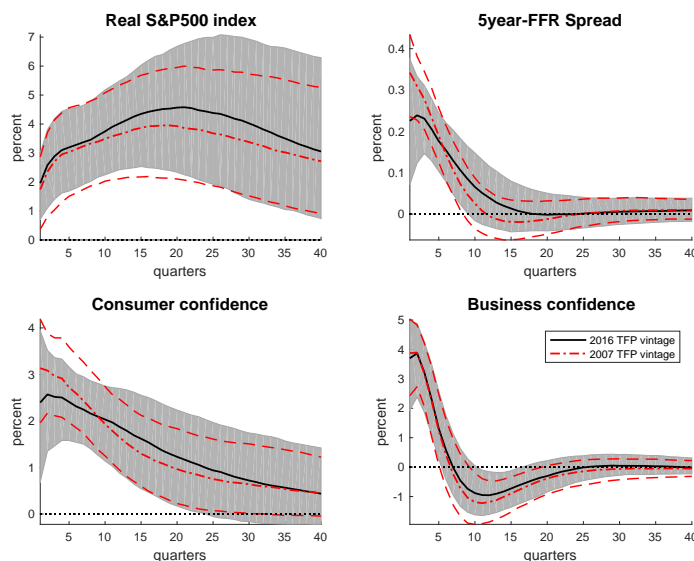 Real S&P500 index
percent
7
6
5
4
3
2
1
0
5 10 15 20 25 30 35 40
quarters
5year-FFR Spread
percent
0.4
0.3
0.2
0.1
0
5 10 15 20 25 30 35 40
quarters
Consumer confidence
percent
4
3
2
1
0
5 10 15 20 25 30 35 40
quarters
Business confidence
2016 TFP vintage
2007 TFP vintage
percent
5
4
3
2
1
0
-1
5 10 15 20 25 30 35 40
quarters